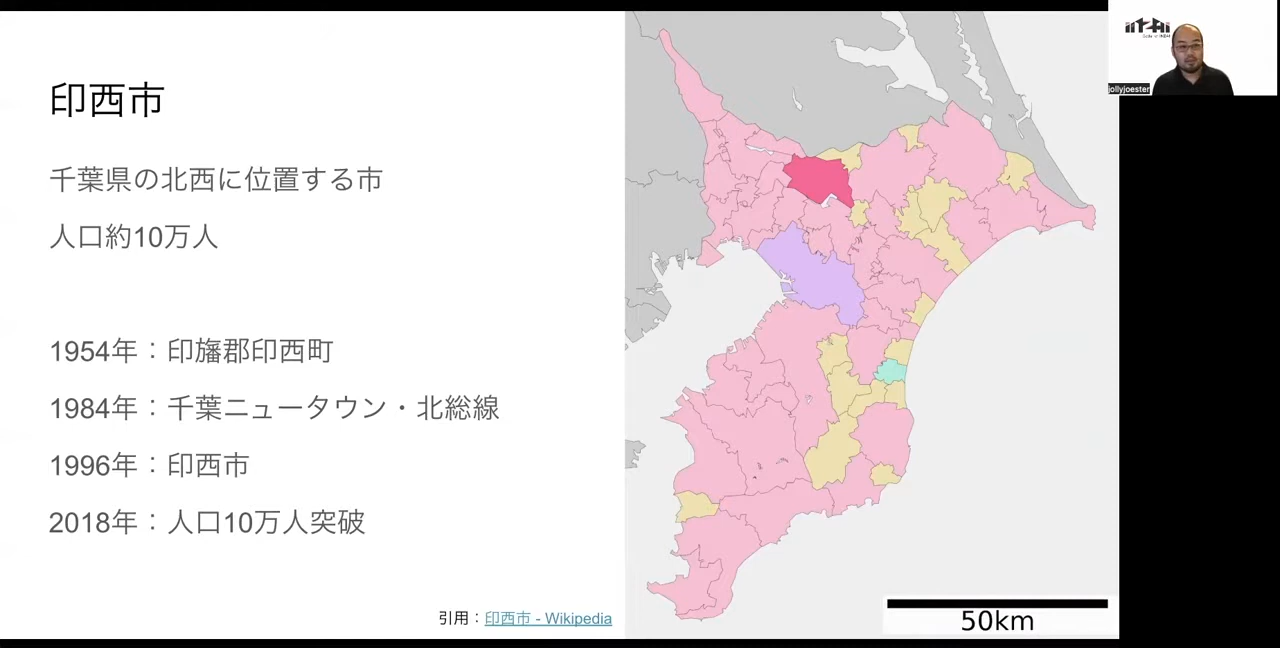 印西市
千葉県の北西に位置する市
人口約10万人
1954年：印旛郡印西町
1984年：千葉ニュータウン・北総線
1996年：印西市
2018年：人口10万人突破
引用：印西市 - Wikipedia
50km
jollyjoester